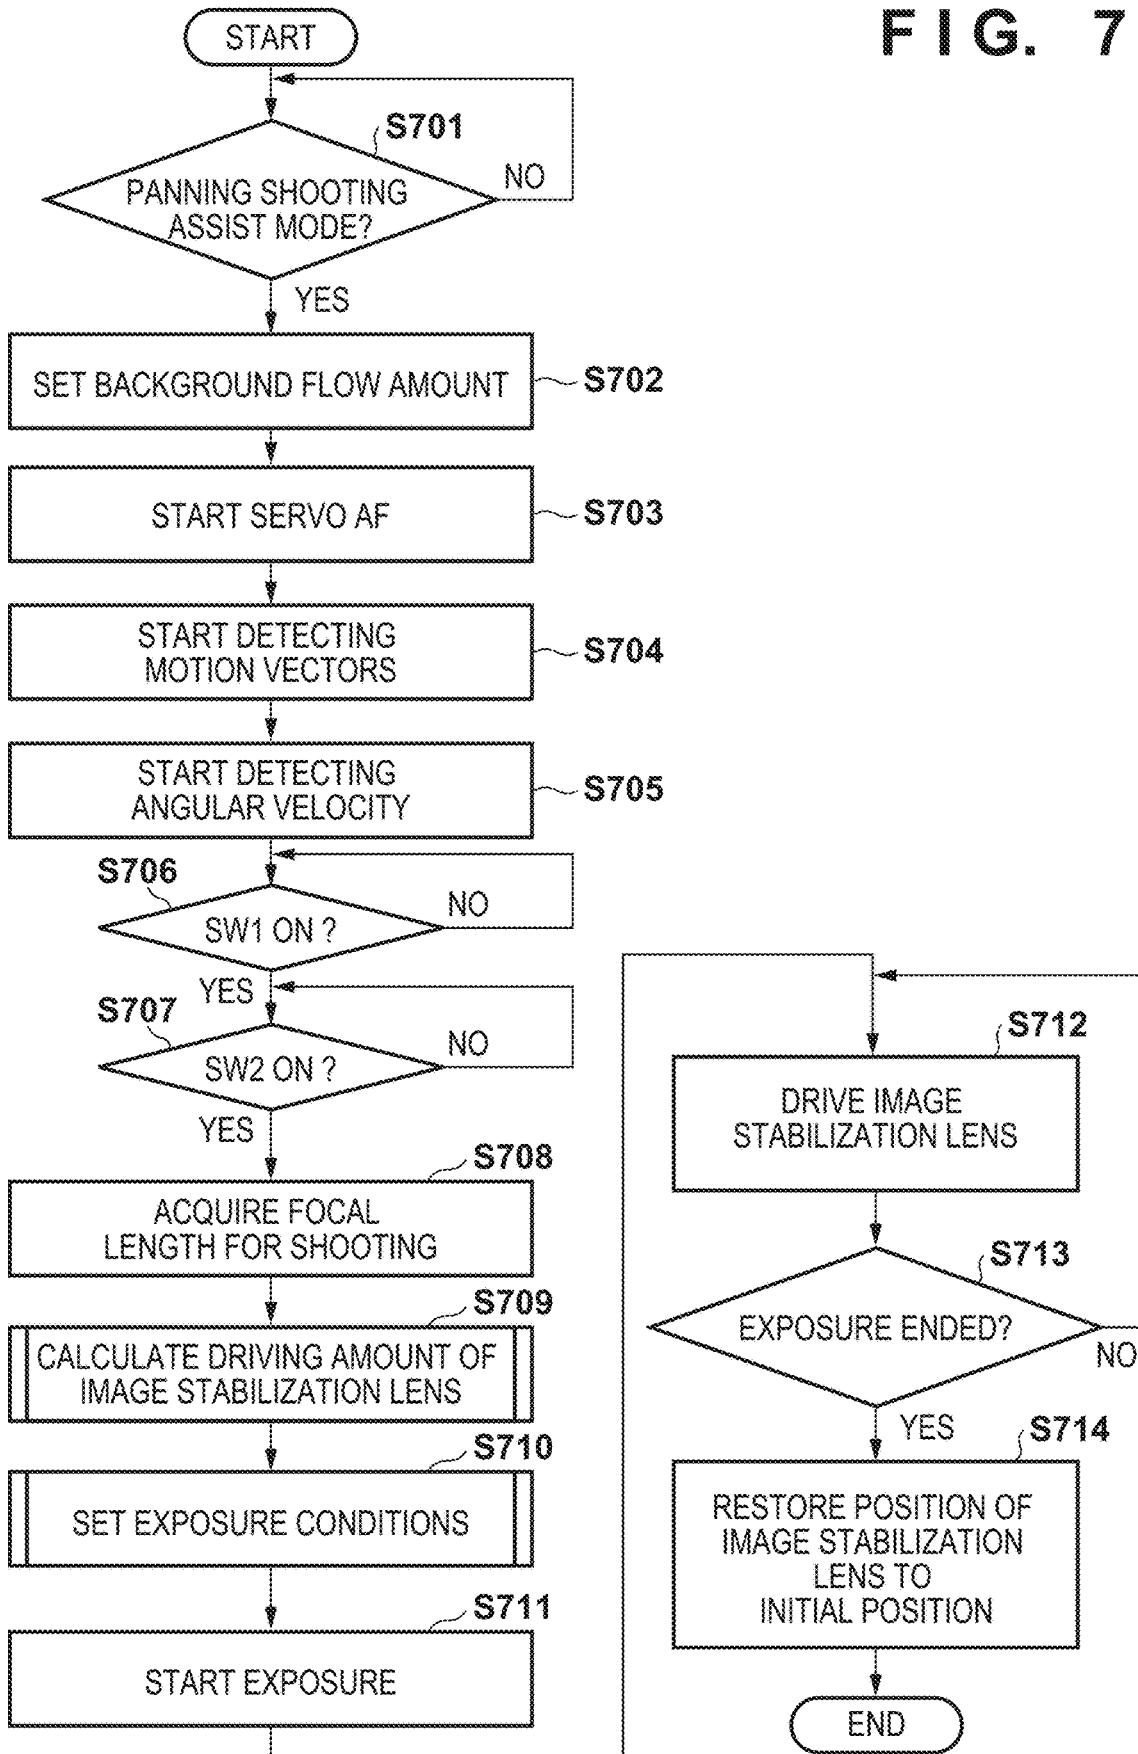 FIG. 7
START
S701
PANNING SHOOTING
ASSIST MODE?
NO
YES
SET BACKGROUND FLOW AMOUNT
S702
START SERVO AF
S703
START DETECTING
MOTION VECTORS
S704
START DETECTING
ANGULAR VELOCITY
S705
S706
SW1 ON ?
NO
YES
S707
SW2 ON ?
NO
YES
S708
ACQUIRE FOCAL
LENGTH FOR SHOOTING
S709
CALCULATE DRIVING AMOUNT OF
IMAGE STABILIZATION LENS
S710
SET EXPOSURE CONDITIONS
S711
START EXPOSURE
S712
DRIVE IMAGE
STABILIZATION LENS
S713
EXPOSURE ENDED?
NO
YES
S714
RESTORE POSITION OF
IMAGE STABILIZATION
LENS TO
INITIAL POSITION
END